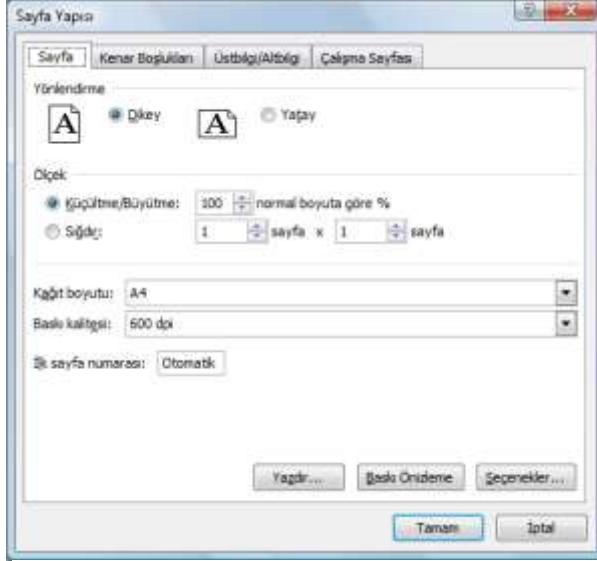 Sayfa Yapısı
Sayfa Kenar Boşlukları Üstbilgi/Altbilgi Çalışma Sayfası
Yönlendirme
A Dikey A Yatay
Ölçek
Küçültme/Büyütme: 100 normal boyuta göre %
Sığdır: 1 sayfa x 1 sayfa
Kağıt boyutu: A4
Baskı kalitesi: 600 dpi
İlk sayfa numarası: Otomatik
Yazdır... Baskı Önizleme Seçenekler...
Tamam İptal